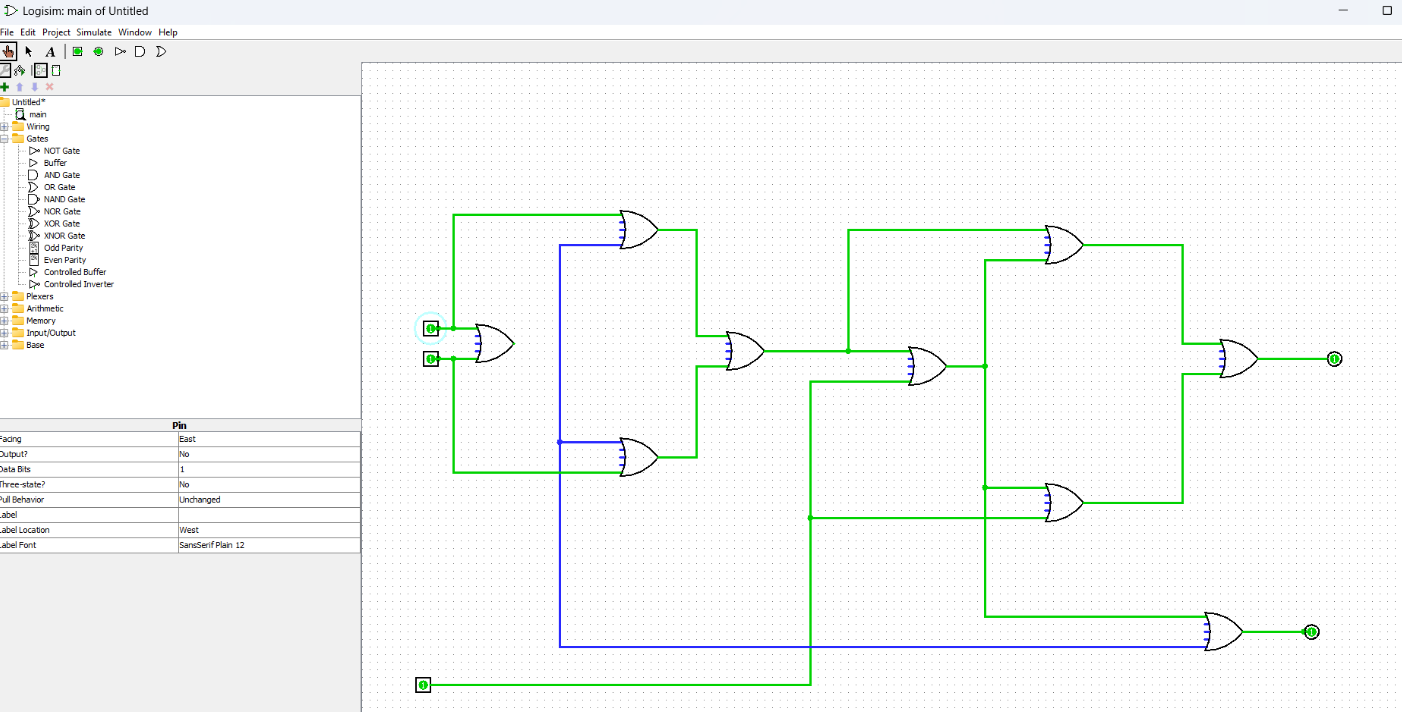 Logisim: main of Untitled
File Edit Project Simulate Window Help
A
Untitled*
main
Wiring
Gates
NOT Gate
Buffer
AND Gate
OR Gate
NAND Gate
NOR Gate
XOR Gate
XNOR Gate
Odd Parity
Even Parity
Controlled Buffer
Controlled Inverter
Plexers
Arithmetic
Memory
Input/Output
Base
Pin
Facing East
Output? No
Data Bits 1
Three-state? No
Pull Behavior Unchanged
Label
Label Location West
Label Font SansSerif Plain 12
1
1
1
1
1